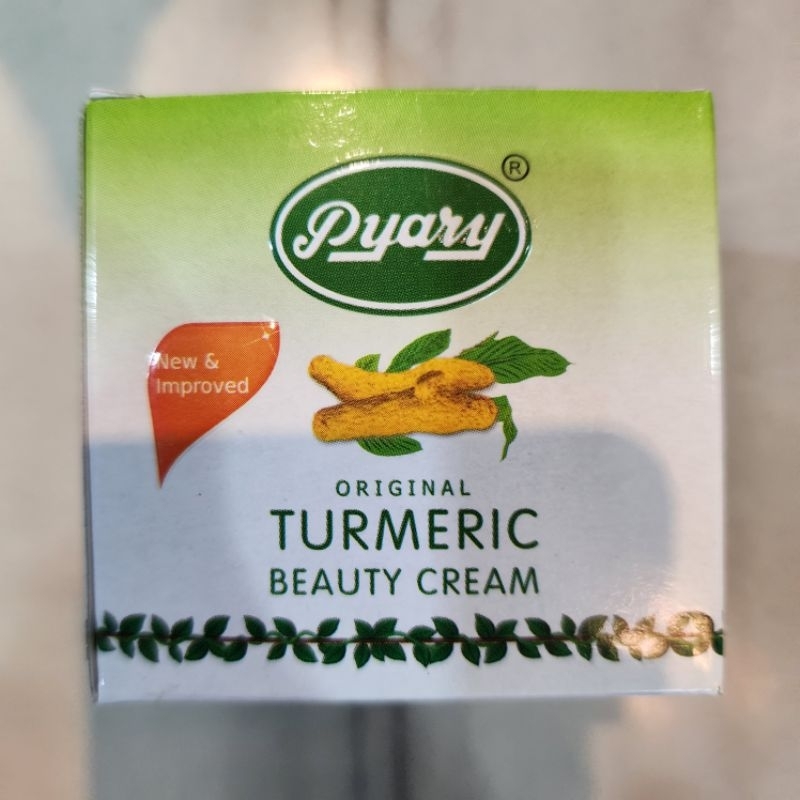 Pyary ®
New &
Improved
ORIGINAL
TURMERIC
BEAUTY CREAM